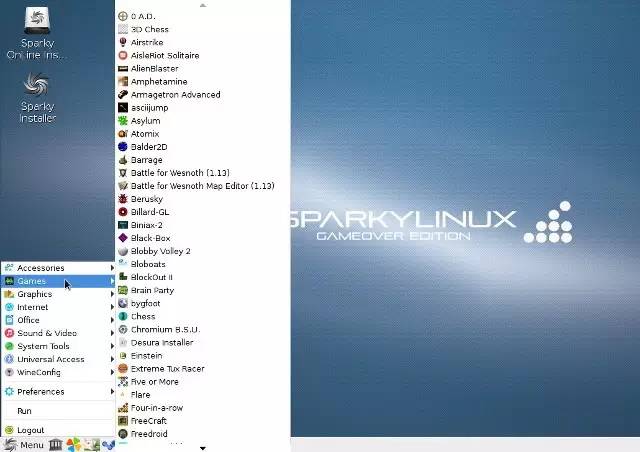 Sparky
OnLine Ins...
Sparky
Installer
0 A.D.
3D Chess
Airstrike
AisleRiot Solitaire
AlienBlaster
Amphetamine
Armagetron Advanced
asciijump
Asylum
Atomix
Balder2D
Barrage
Battle for Wesnoth (1.13)
Battle for Wesnoth Map Editor (1.13)
Berusky
Billard-GL
Biniax-2
Black-Box
Blobby Volley 2
Bloboats
BlockOut II
Brain Party
bygfoot
Chess
Chromium B.S.U.
Desura Installer
Einstein
Extreme Tux Racer
Five or More
Flare
Four-in-a-row
FreeCraft
Freedroid
Accessories
Games
Graphics
Internet
Office
Sound & Video
System Tools
Universal Access
WineConfig
Preferences
Run
Logout
Menu
SPARKYLINUX
GAMEOVER EDITION